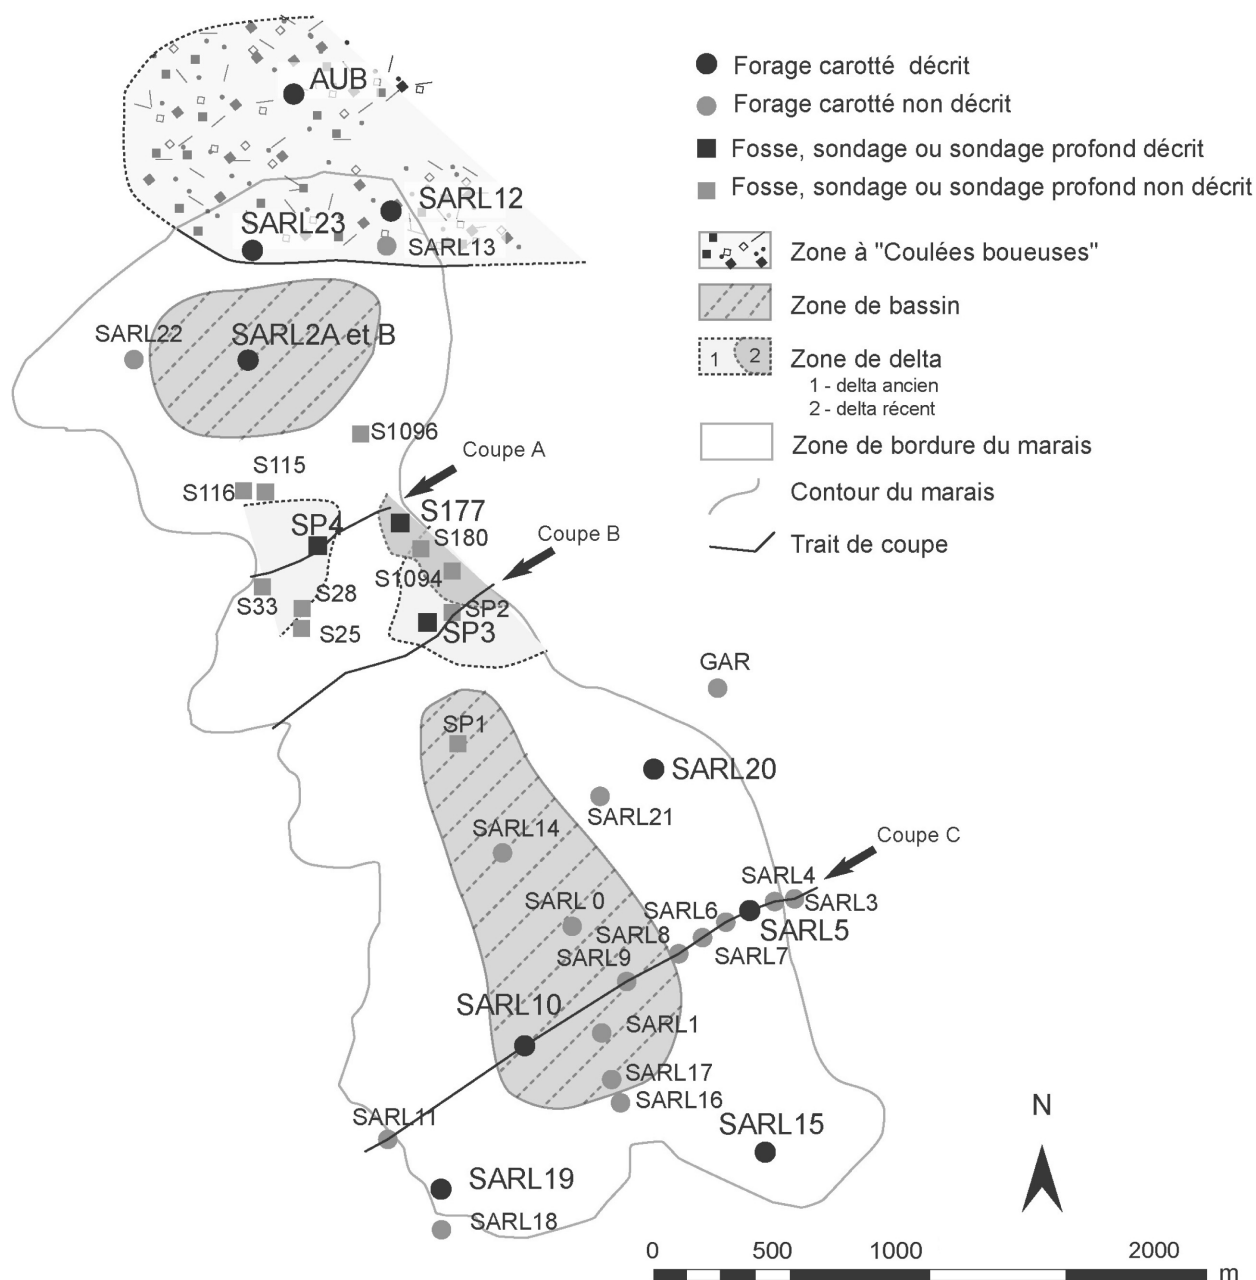 AUB
SARL12
SARL23
SARL13
SARL22
SARL2A et B
S1096
Coupe A
S115
S116
S177
SP4
S180
Coupe B
S1094
S28
S33
SP2
S25
SP3
GAR
SP1
SARL20
SARL21
SARL14
Coupe C
SARL4
SARL 0
SARL6
SARL3
SARL8
SARL5
SARL9
SARL7
SARL10
SARL1
SARL17
SARL16
SARL11
SARL15
SARL19
SARL18
Forage carotté décrit
Forage carotté non décrit
Fosse, sondage ou sondage profond décrit
Fosse, sondage ou sondage profond non décrit
Zone à "Coulées boueuses"
Zone de bassin
1 2 Zone de delta
1 - delta ancien
2 - delta récent
Zone de bordure du marais
Contour du marais
Trait de coupe
N
0 500 1000 2000
m